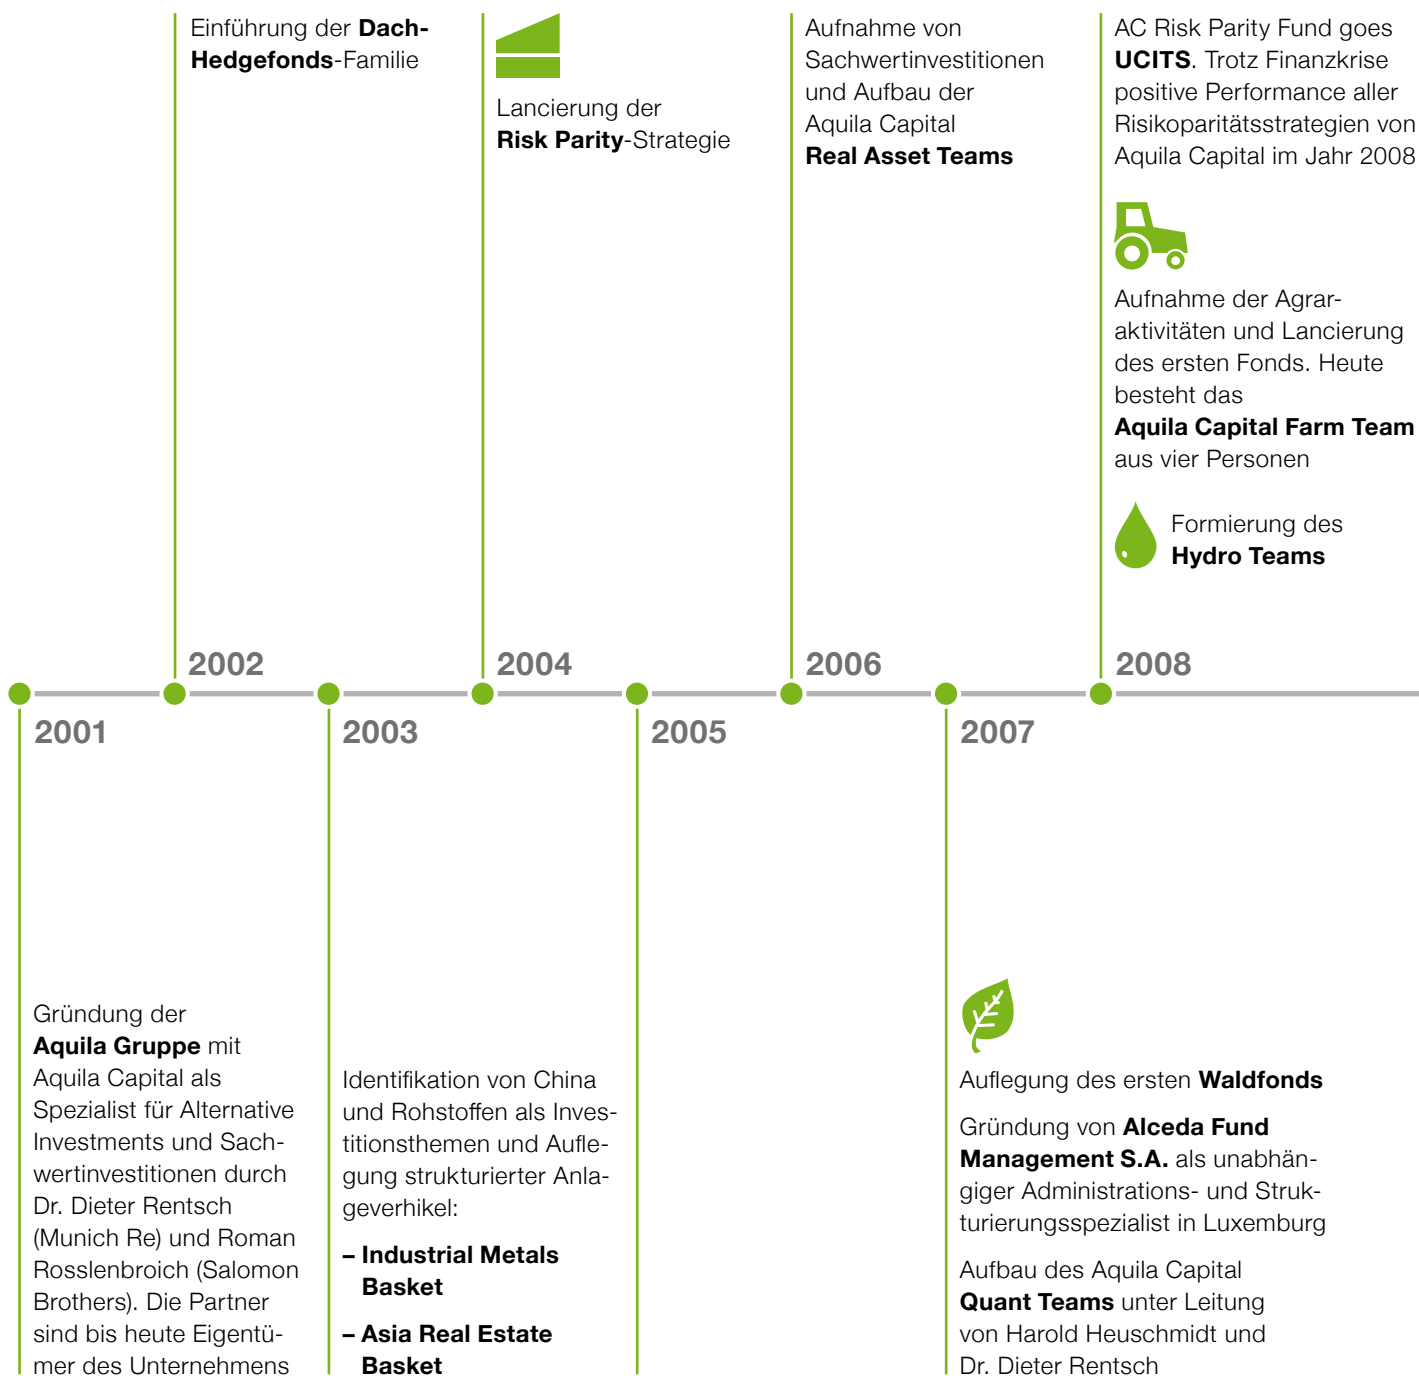 Einführung der Dach-
Hedgefonds-Familie
Lancierung der
Risk Parity-Strategie
Aufnahme von
Sachwertinvestitionen
und Aufbau der
Aquila Capital
Real Asset Teams
AC Risk Parity Fund goes
UCITS. Trotz Finanzkrise
positive Performance aller
Risikoparitätsstrategien von
Aquila Capital im Jahr 2008
Aufnahme der Agrar-
aktivitäten und Lancierung
des ersten Fonds. Heute
besteht das
Aquila Capital Farm Team
aus vier Personen
Formierung des
Hydro Teams
2002
2004
2006
2008
2001
2003
2005
2007
Gründung der
Aquila Gruppe mit
Aquila Capital als
Spezialist für Alternative
Investments und Sach-
wertinvestitionen durch
Dr. Dieter Rentsch
(Munich Re) und Roman
Rosslenbroich (Salomon
Brothers). Die Partner
sind bis heute Eigentü-
mer des Unternehmens
Identifikation von China
und Rohstoffen als Inves-
titionsthemen und Aufle-
gung strukturierter Anla-
geverhikel:
– Industrial Metals
Basket
– Asia Real Estate
Basket
Auflegung des ersten Waldfonds
Gründung von Alceda Fund
Management S.A. als unabhän-
giger Administrations- und Struk-
turierungsspezialist in Luxemburg
Aufbau des Aquila Capital
Quant Teams unter Leitung
von Harold Heuschmidt und
Dr. Dieter Rentsch